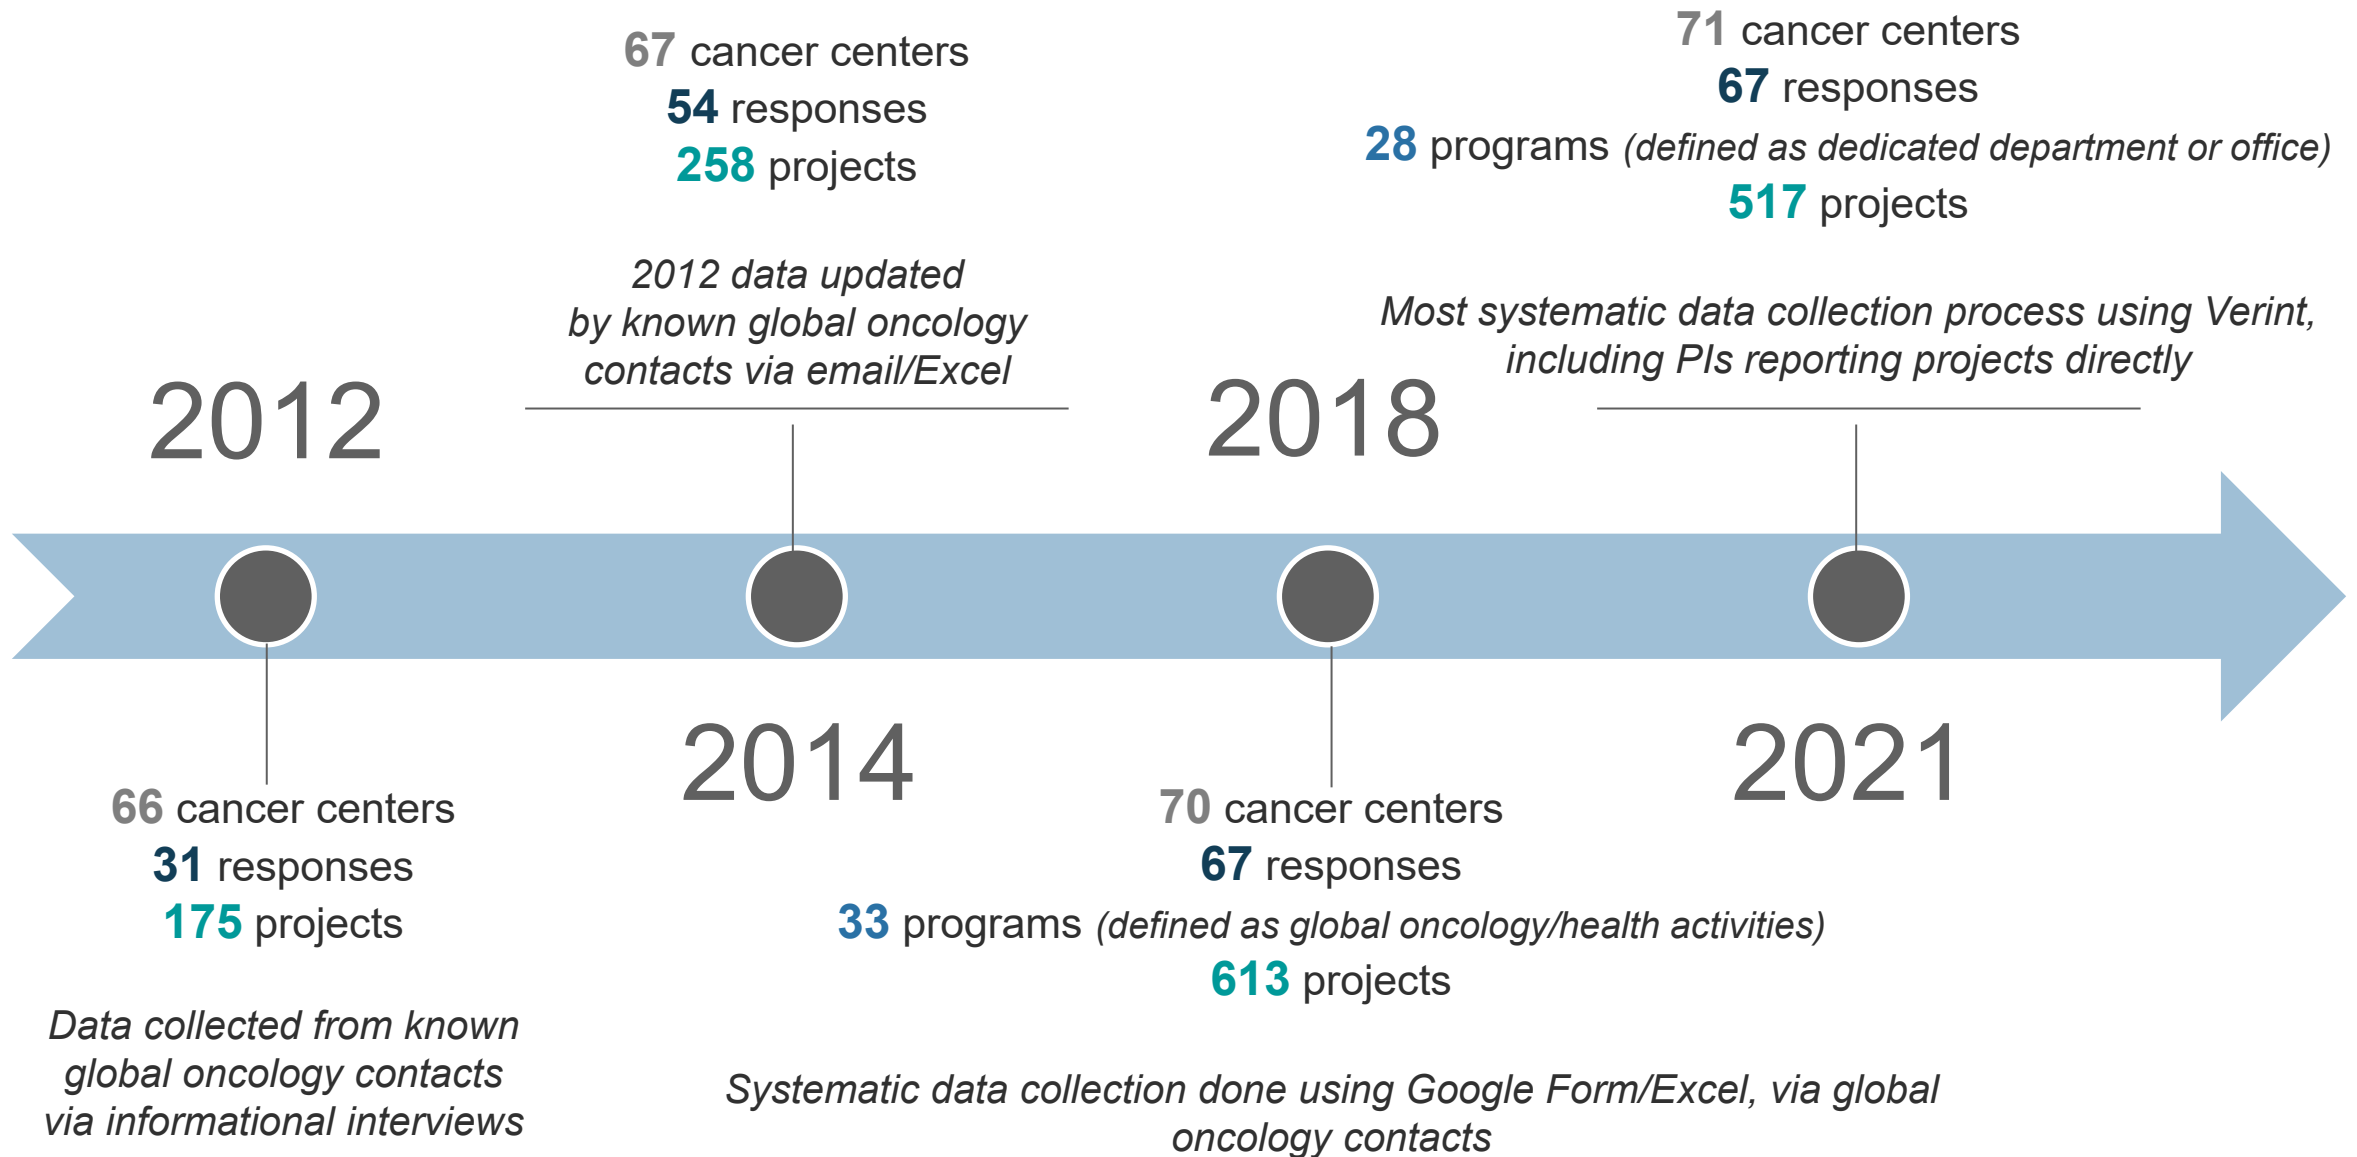 2012
66 cancer centers
31 responses
175 projects
Data collected from known
global oncology contacts
via informational interviews
67 cancer centers
54 responses
258 projects
2012 data updated
by known global oncology
contacts via email/Excel
2014
2018
70 cancer centers
67 responses
33 programs (defined as global oncology/health activities)
613 projects
Systematic data collection done using Google Form/Excel, via global
oncology contacts
71 cancer centers
67 responses
28 programs (defined as dedicated department or office)
517 projects
Most systematic data collection process using Verint,
including PIs reporting projects directly
2021